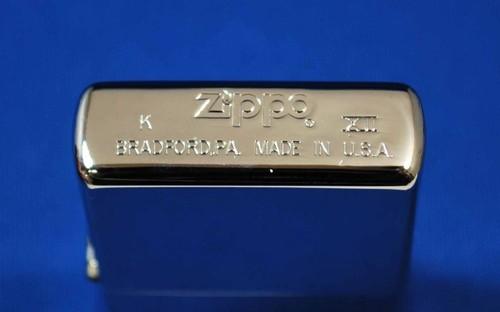 Zippo®
K XII
BRADFORD, PA. MADE IN U.S.A.